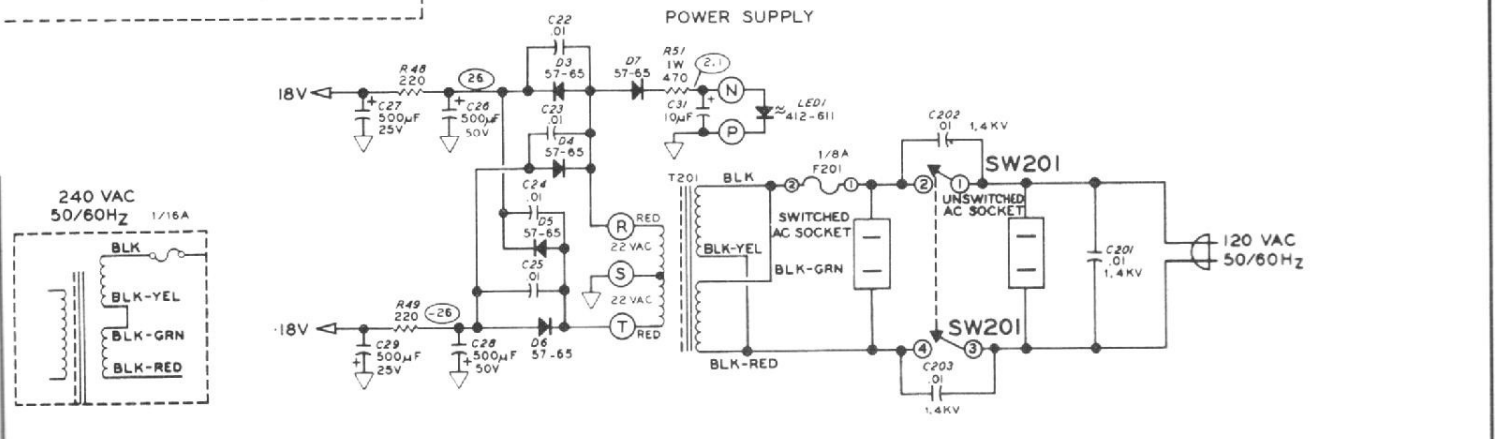 POWER SUPPLY
C22
.01
D3
57-65
D7
57-65
R51
1W
470
2.1
R48
220
26
18V
C27
500µF
25V
C26
500µF
50V
C23
.01
D4
57-65
C31
10µF
N
P
LED1
412-611
C24
.01
D5
57-65
C25
.01
D6
57-65
R
RED
22 VAC
S
22 VAC
T
RED
R49
220
-26
-18V
C29
500µF
25V
C28
500µF
50V
T201
BLK
BLK-YEL
BLK-GRN
BLK-RED
2
1/8A
F201
1
SWITCHED
AC SOCKET
C202
.01
1.4KV
2
1
SW201
UNSWITCHED
AC SOCKET
C201
.01
1.4KV
120 VAC
50/60Hz
4
3
SW201
C203
.01
1.4KV
240 VAC
50/60Hz
1/16A
BLK
BLK-YEL
BLK-GRN
BLK-RED